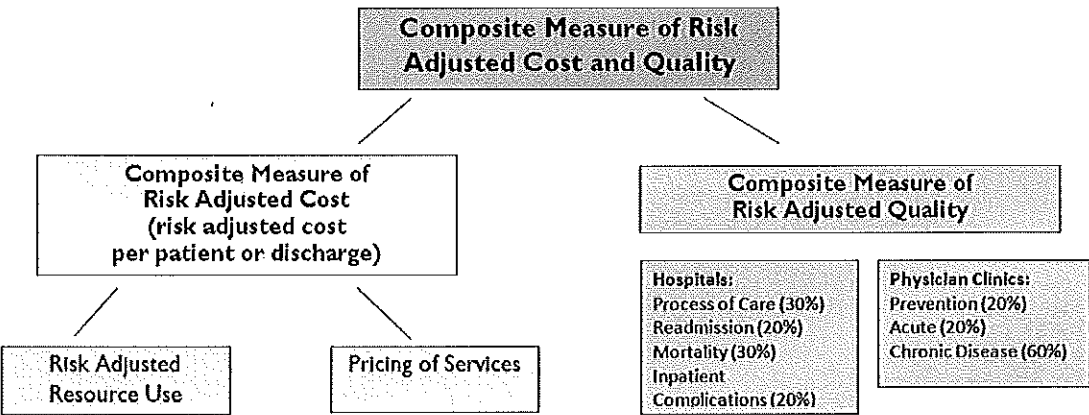 Composite Measure of Risk
Adjusted Cost and Quality
Composite Measure of
Risk Adjusted Cost
(risk adjusted cost
per patient or discharge)
Composite Measure of
Risk Adjusted Quality
Risk Adjusted
Resource Use
Pricing of Services
Hospitals:
Process of Care (30%)
Readmission (20%)
Mortality (30%)
Inpatient
Complications (20%)
Physician Clinics:
Prevention (20%)
Acute (20%)
Chronic Disease (60%)